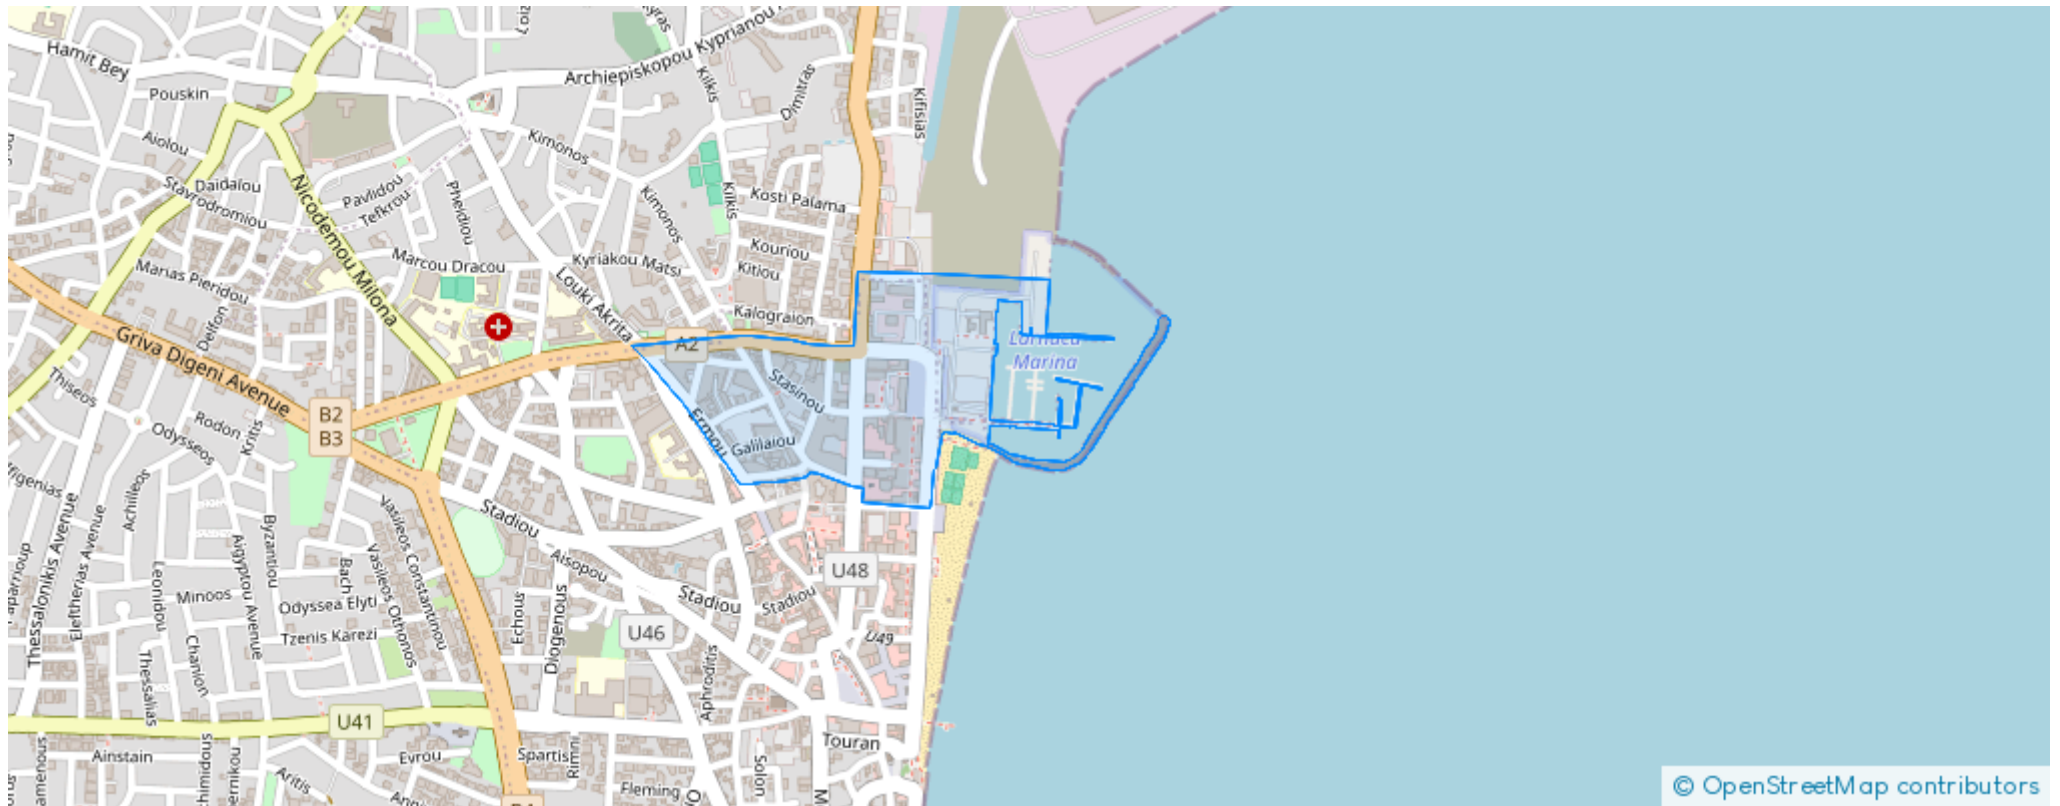 Hamit Bey
Pouskin
Archiepiskopou Kyprianou
Kilkis
Dimitras
Kifisias
Aiolou
Kimonos
Daidalou
Stavrodromiou
Pavlidou
Tefkrou
Pheidiou
Nicodemou Milona
Kimonos
Kilkis
Kosti Palama
Kouriou
Kitiou
Marcou Dracou
Kyriakou Matsi
Marias Pieridou
Louki Akrita
Kalograion
Delfon
Griva Digeni Avenue
A2
Larnaca
Marina
Thiseos
Stasinou
B2
B3
Rodon
Kritis
Odysseos
Ermou
Galilaiou
Achilleos
Stadiou
Thessalonikis Avenue
Eleftherias Avenue
Byzantiou
Aigyptou Avenue
Vasileos Constantinou
Vasileos Othonos
Bach
Aisopou
U48
Leonidou
Minoos
Odyssea Elyti
Echous
Diogenous
Stadiou
Stadiou
Tzenis Karezi
U46
U49
Thessalias
Chanion
Aphroditis
U41
Touran
Ainstain
Evrou
Spartis
Rimini
Solon
Aritis
Fleming
© OpenStreetMap contributors